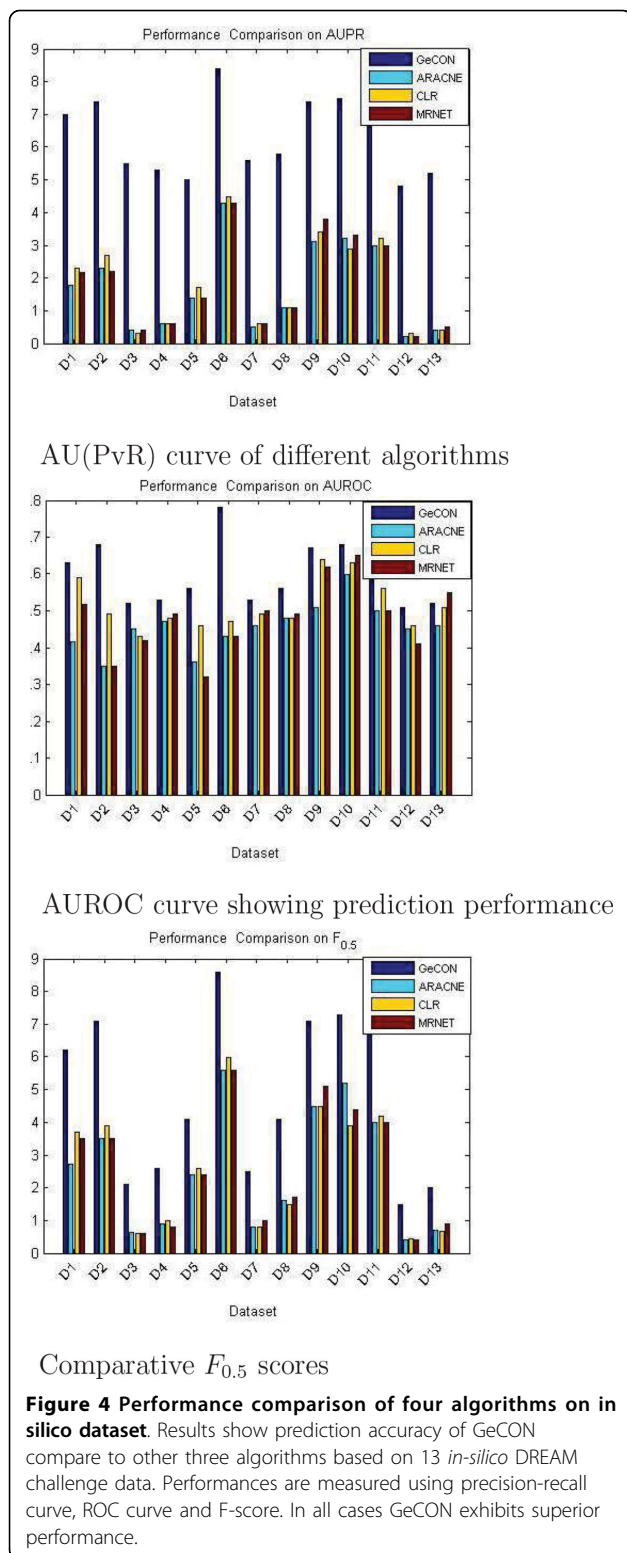 Performance Comparison on AUPR
9
8
7
6
5
4
3
2
1
0
GeCON
ARACNE
CLR
MRNET
D1 D2 D3 D4 D5 D6 D7 D8 D9 D10 D11 D12 D13
Dataset
AU(PvR) curve of different algorithms
Performance Comparison on AUROC
.8
.7
.6
.5
.4
.3
.2
.1
0
GeCON
ARACNE
CLR
MRNET
D1 D2 D3 D4 D5 D6 D7 D8 D9 D10 D11 D12 D13
Dataset
AUROC curve showing prediction performance
Performance Comparison on F0.5
9
8
7
6
5
4
3
2
1
0
GeCON
ARACNE
CLR
MRNET
D1 D2 D3 D4 D5 D6 D7 D8 D9 D10 D11 D12 D13
Dataset
Comparative F0.5 scores
Figure 4 Performance comparison of four algorithms on in
silico dataset. Results show prediction accuracy of GeCON
compare to other three algorithms based on 13 in-silico DREAM
challenge data. Performances are measured using precision-recall
curve, ROC curve and F-score. In all cases GeCON exhibits superior
performance.